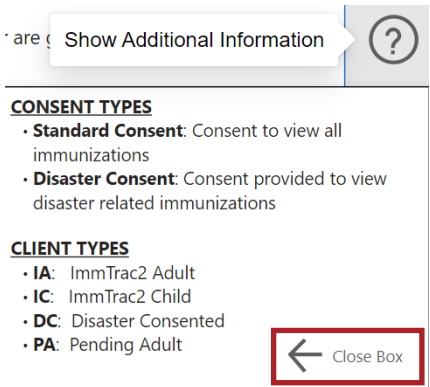 are
Show Additional Information
?
CONSENT TYPES
• Standard Consent: Consent to view all
immunizations
• Disaster Consent: Consent provided to view
disaster related immunizations
CLIENT TYPES
• IA: ImmTrac2 Adult
• IC: ImmTrac2 Child
• DC: Disaster Consented
• PA: Pending Adult
Close Box